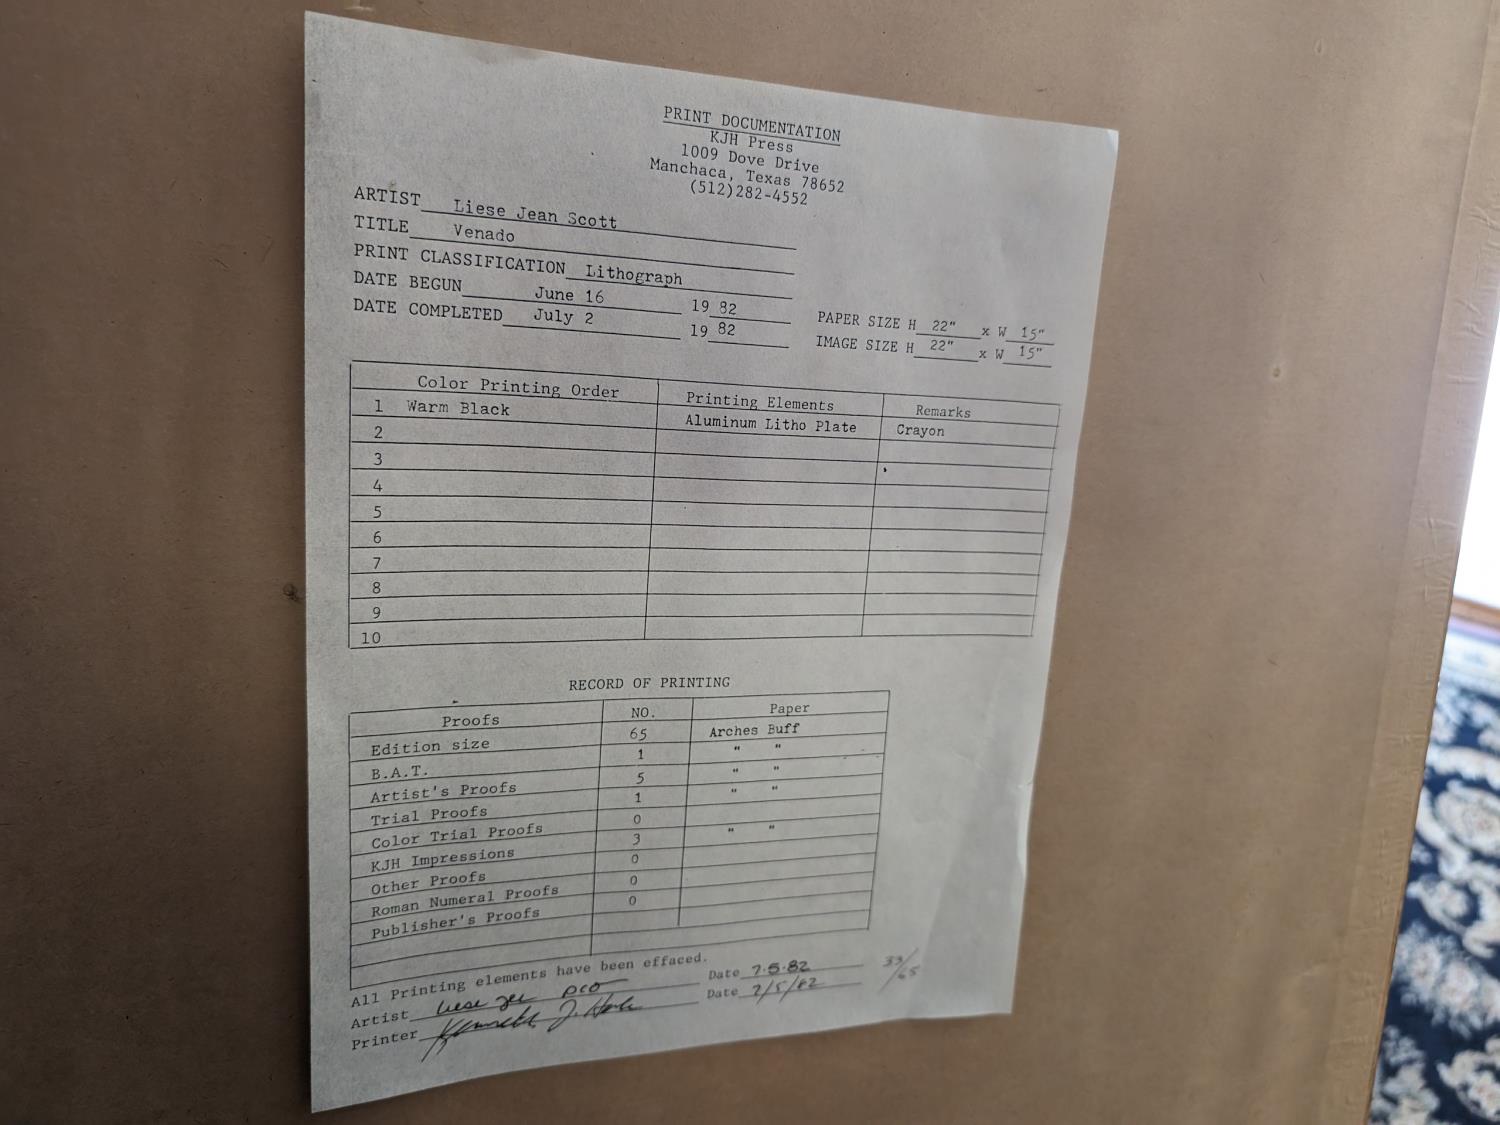 PRINT DOCUMENTATION
KJH Press
1009 Dove Drive
Manchaca, Texas 78652
(512)282-4552
ARTIST Liese Jean Scott
TITLE Venado
PRINT CLASSIFICATION Lithograph
DATE BEGUN June 16 19 82
DATE COMPLETED July 2 19 82
PAPER SIZE H 22" x W 15"
IMAGE SIZE H 22" x W 15"
Color Printing Order Printing Elements Remarks
1 Warm Black Aluminum Litho Plate Crayon
2
3
4
5
6
7
8
9
10
RECORD OF PRINTING
Proofs NO. Paper
Edition size 65 Arches Buff
B.A.T. 1 " "
Artist's Proofs 5 " "
Trial Proofs 1 " "
Color Trial Proofs 0
KJH Impressions 3 " "
Other Proofs 0
Roman Numeral Proofs 0
Publisher's Proofs 0
All Printing elements have been effaced.
Artist Date 7.5.82
Printer Kenneth J. Date 7/5/82
33/65